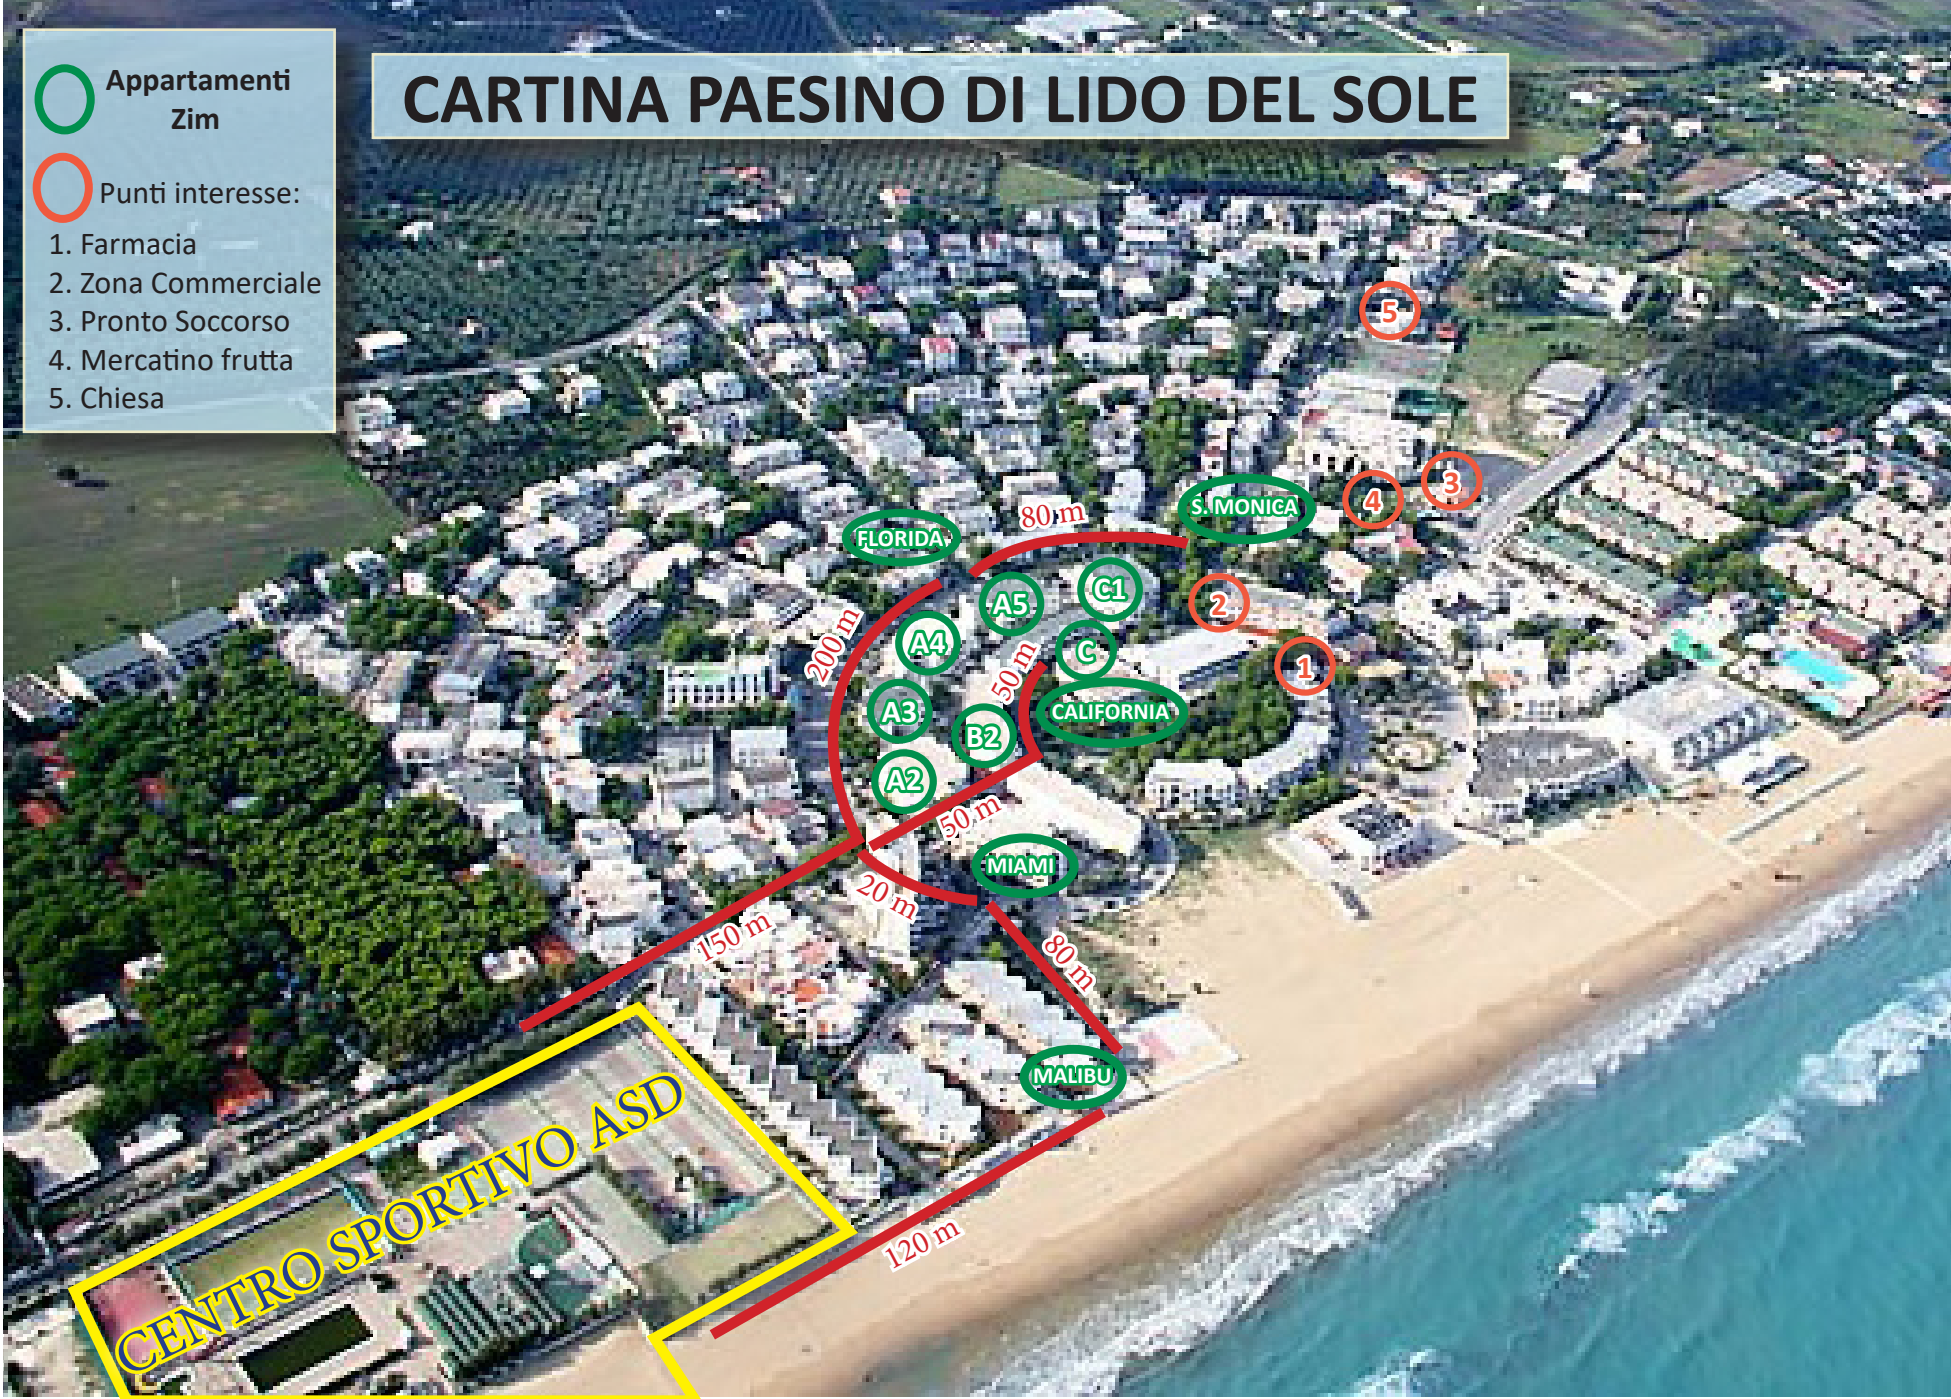 Appartamenti
Zim
Punti interesse:
1. Farmacia
2. Zona Commerciale
3. Pronto Soccorso
4. Mercatino frutta
5. Chiesa
CARTINA PAESINO DI LIDO DEL SOLE
5
3
4
S. MONICA
80 m
FLORIDA
C1
A5
2
200 m
A4
C
50 m
1
A3
CALIFORNIA
B2
A2
50 m
MIAMI
20 m
150 m
80 m
MALIBU
CENTRO SPORTIVO ASD
120 m